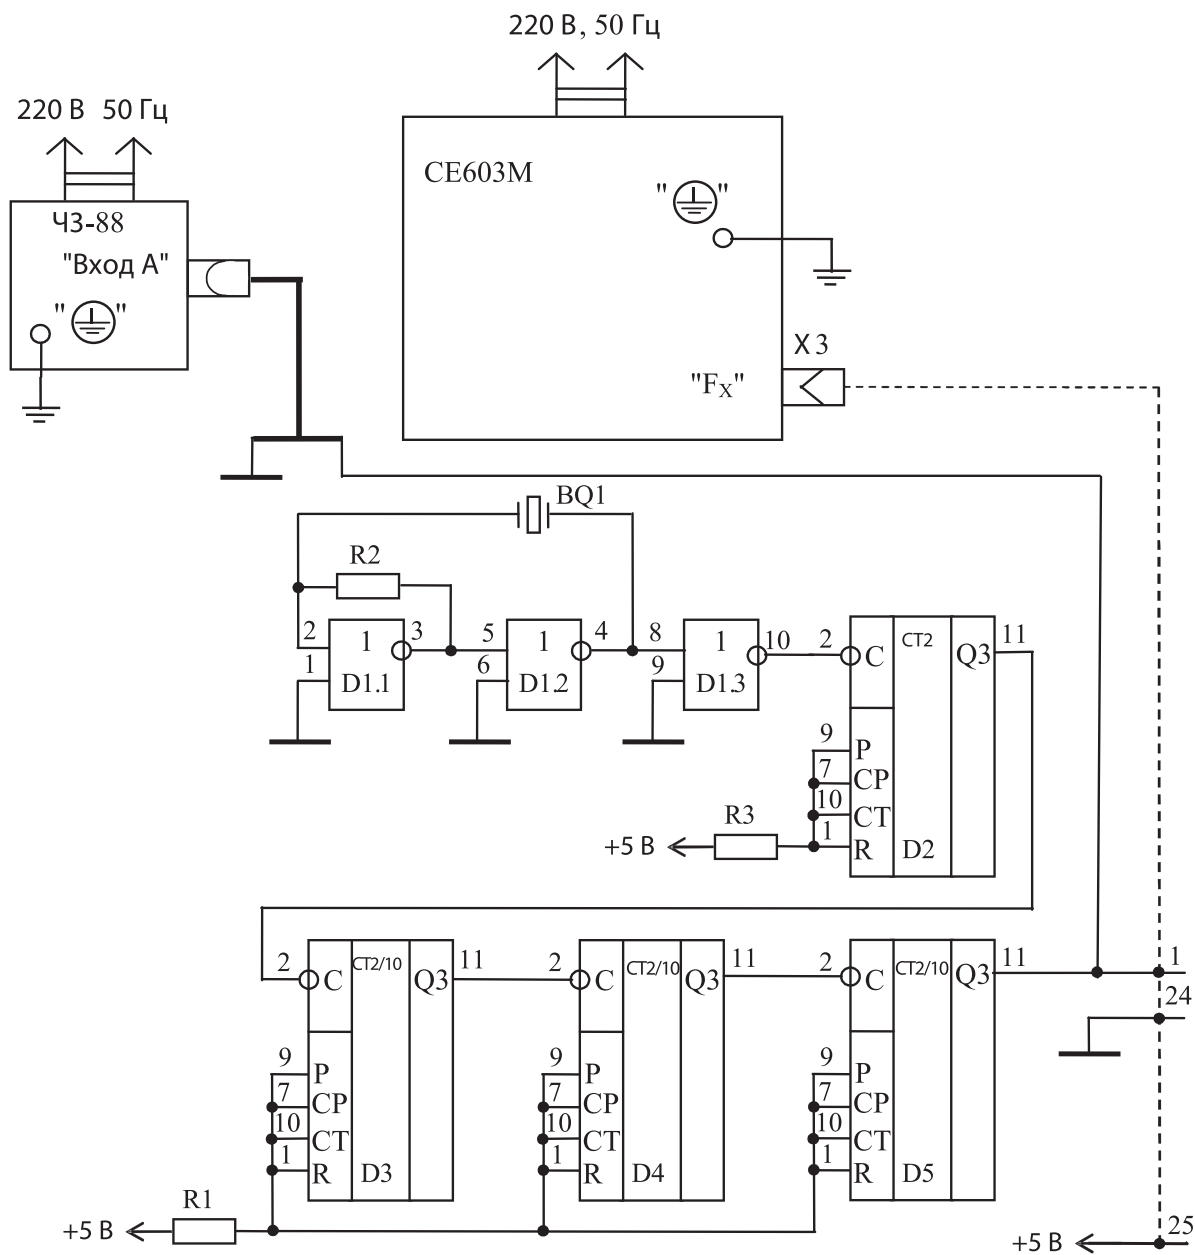 220 В, 50 Гц
220 В 50 Гц
CE603M
" "
ЧЗ-88
"Вход А"
" "
X 3
"FX"
BQ1
R2
2
1
3
1
D1.1
5
6
4
1
D1.2
8
9
10
1
D1.3
2
C
CT2
Q3
11
9
P
7
CP
10
CT
1
R
D2
R3
+5 В
2
C
CT2/10
Q3
11
2
C
CT2/10
Q3
11
2
C
CT2/10
Q3
11
1
24
9
P
7
CP
10
CT
1
R
D3
9
P
7
CP
10
CT
1
R
D4
9
P
7
CP
10
CT
1
R
D5
R1
+5 В
+5 В
25